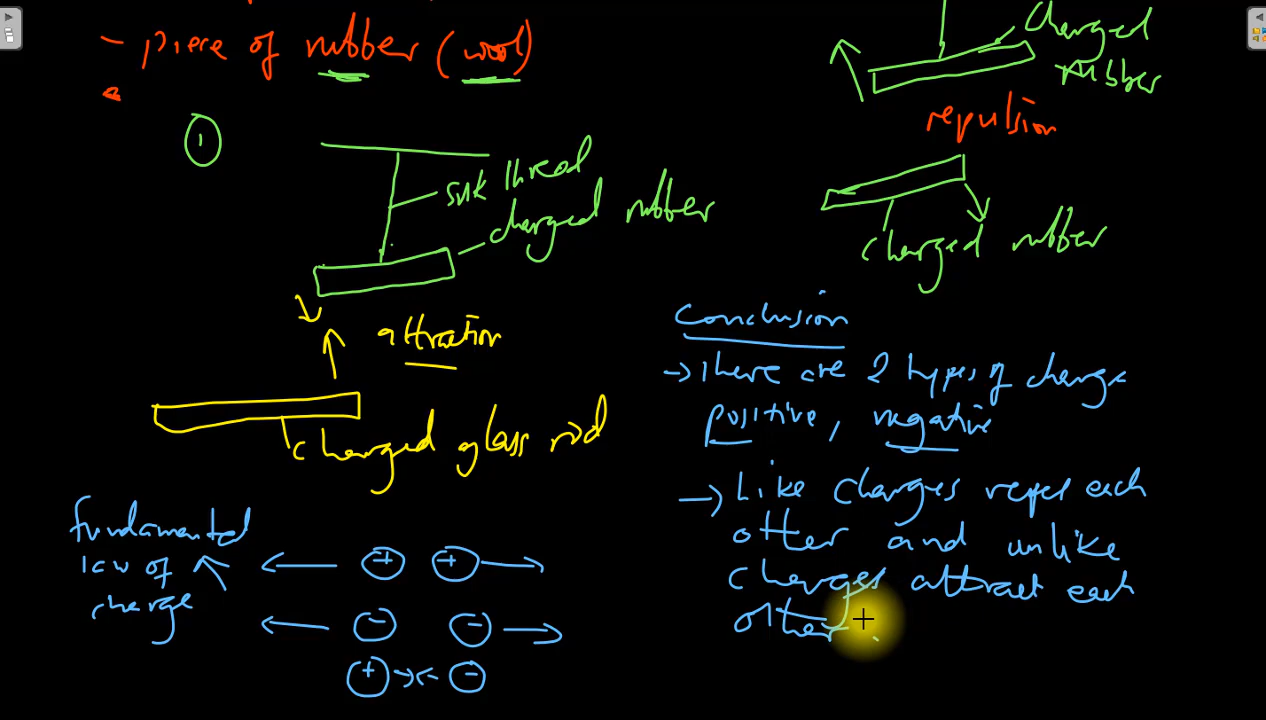 - piece of rubber (wool)
1
silk thread
charged rubber
attraction
charged glass rod
charged
rubber
repulsion
charged rubber
Conclusion
→ There are 2 types of charge
positive, negative
→ Like charges repel each
other and unlike
charges attract each
other.
fundamental
law of
charge
← + + →
← - - →
+ →← -